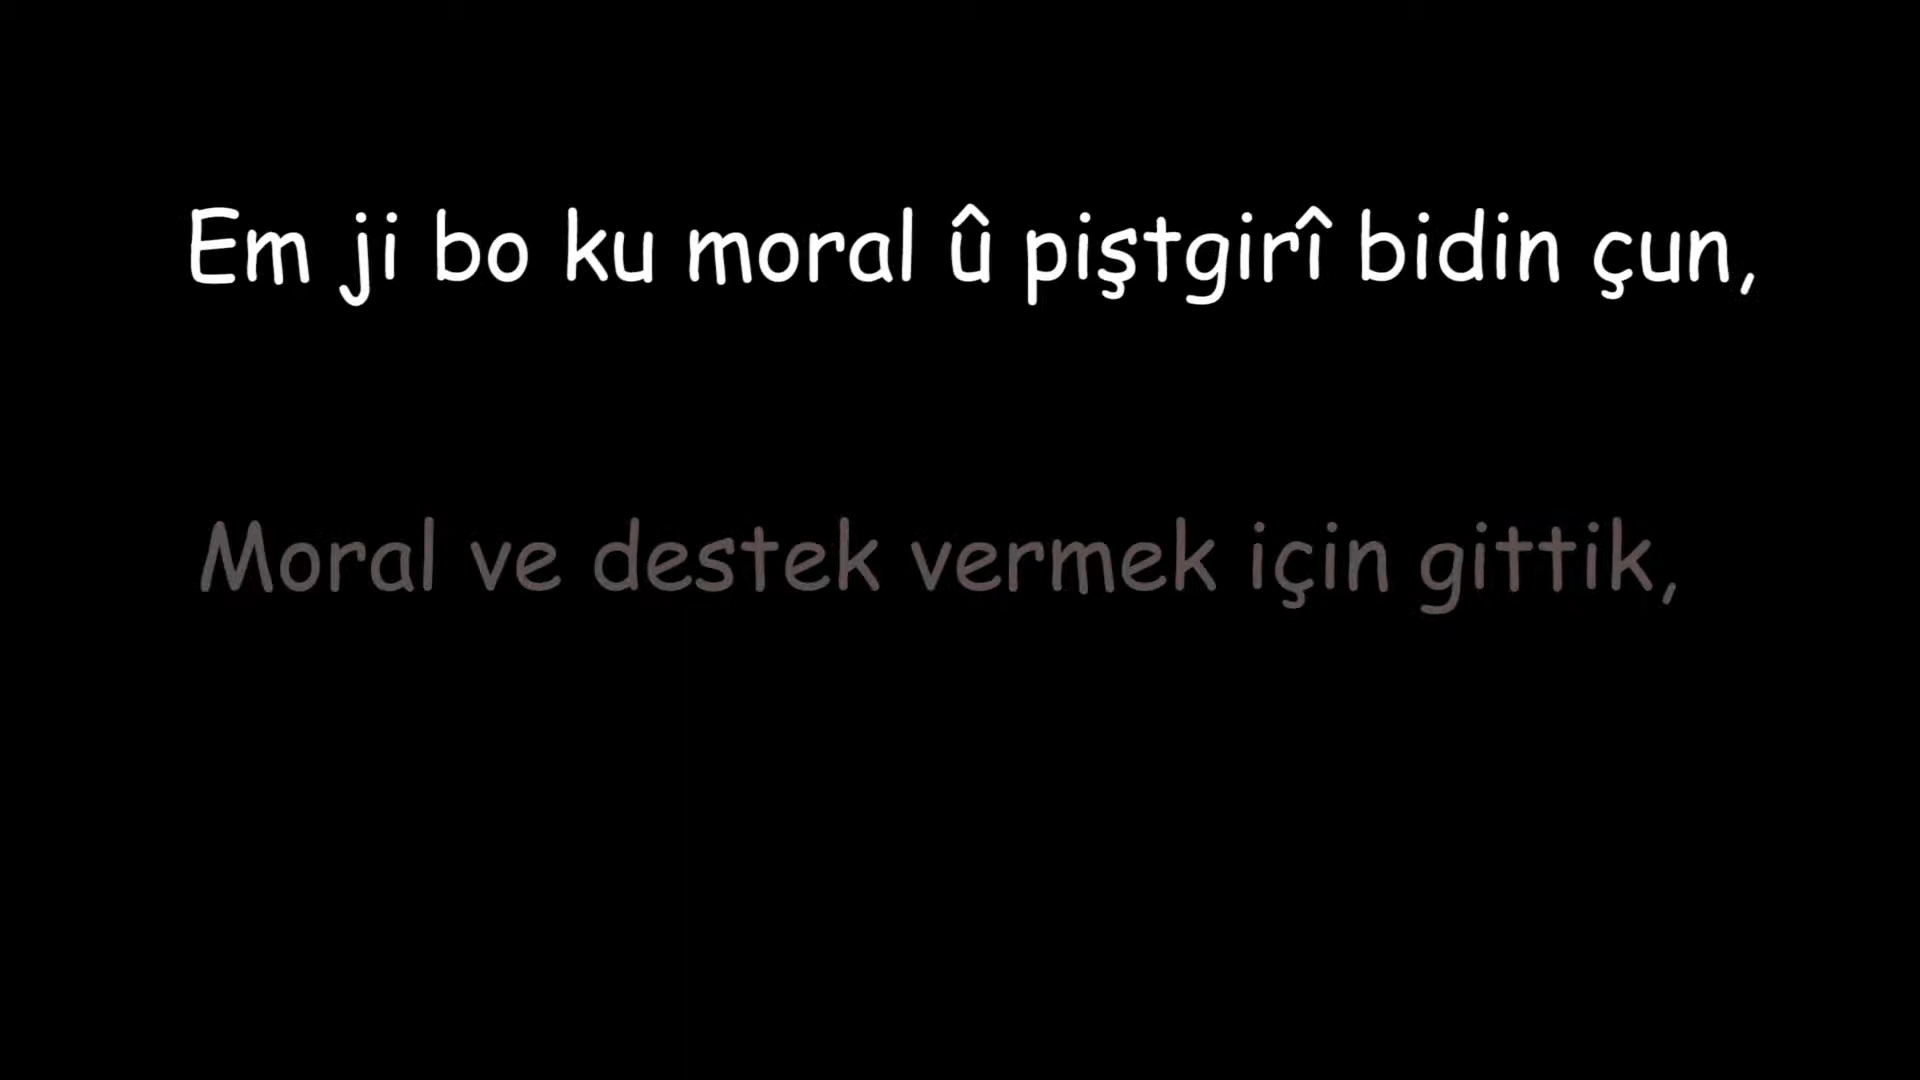 Em ji bo ku moral û piştgirî bidin çun,
Moral ve destek vermek için gittik,